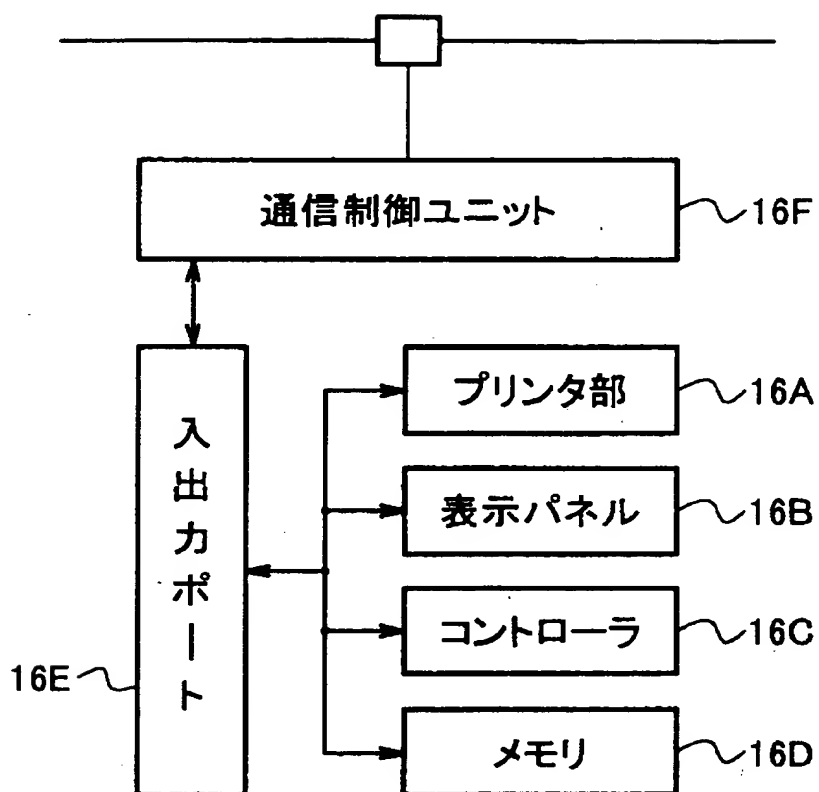 通信制御ユニット
16F
プリンタ部
16A
入出力ポート
表示パネル
16B
コントローラ
16C
16E
メモリ
16D